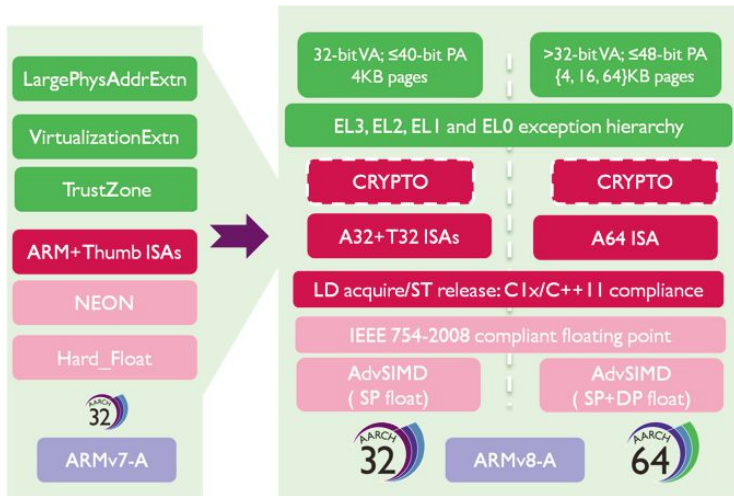 LargePhysAddrExtn
VirtualizationExtn
TrustZone
ARM+Thumb ISAs
NEON
Hard_Float
AARCH
32
ARMv7-A
32-bit VA; ≤40-bit PA
4KB pages
>32-bit VA; ≤48-bit PA
{4, 16, 64}KB pages
EL3, EL2, EL1 and EL0 exception hierarchy
CRYPTO
CRYPTO
A32+T32 ISAs
A64 ISA
LD acquire/ST release: C1x/C++11 compliance
IEEE 754-2008 compliant floating point
AdvSIMD
( SP float)
AdvSIMD
( SP+DP float)
AARCH
32
ARMv8-A
AARCH
64